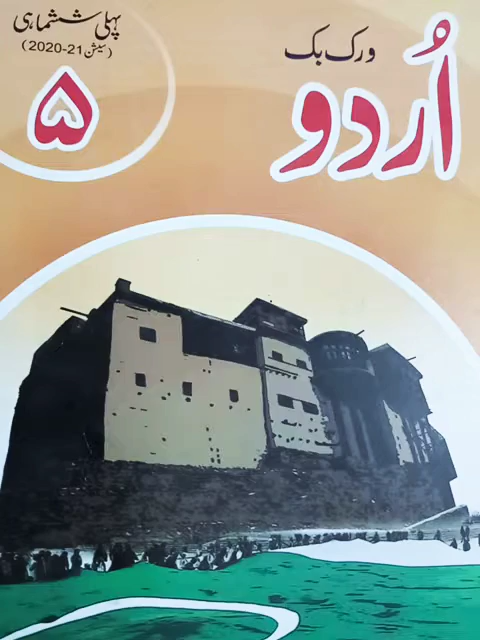 پہلی ششماہی
(سیشن 2020-21)
۵
ورک بک
اُردو